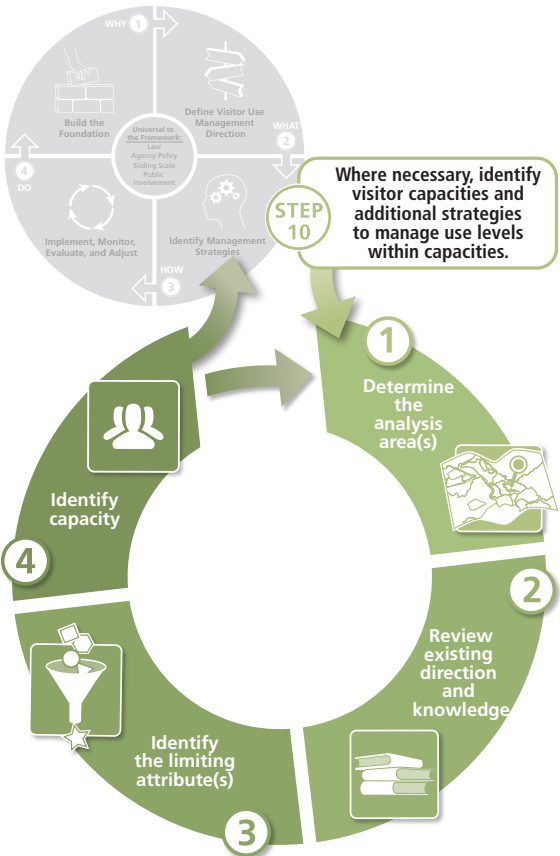 WHY 1
Build the
Foundation
Define Visitor Use
Management
Direction
WHAT
2
Universal to
the Framework:
Law
Agency Policy
Sliding Scale
Public
Involvement
4
DO
Implement, Monitor,
Evaluate, and Adjust
Identify Management
Strategies
HOW
3
STEP
10
Where necessary, identify
visitor capacities and
additional strategies
to manage use levels
within capacities.
1
Determine
the
analysis
area(s)
2
Review
existing
direction
and
knowledge
Identify
the limiting
attribute(s)
3
Identify
capacity
4